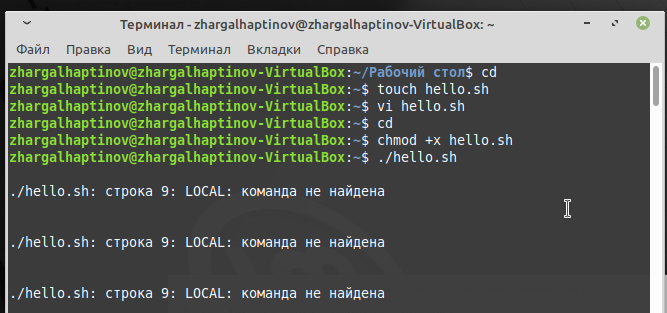 Терминал - zhargalhaptinov@zhargalhaptinov-VirtualBox: ~
Файл Правка Вид Терминал Вкладки Справка
zhargalhaptinov@zhargalhaptinov-VirtualBox:~/Рабочий стол$ cd
zhargalhaptinov@zhargalhaptinov-VirtualBox:~$ touch hello.sh
zhargalhaptinov@zhargalhaptinov-VirtualBox:~$ vi hello.sh
zhargalhaptinov@zhargalhaptinov-VirtualBox:~$ cd
zhargalhaptinov@zhargalhaptinov-VirtualBox:~$ chmod +x hello.sh
zhargalhaptinov@zhargalhaptinov-VirtualBox:~$ ./hello.sh
./hello.sh: строка 9: LOCAL: команда не найдена
./hello.sh: строка 9: LOCAL: команда не найдена
./hello.sh: строка 9: LOCAL: команда не найдена